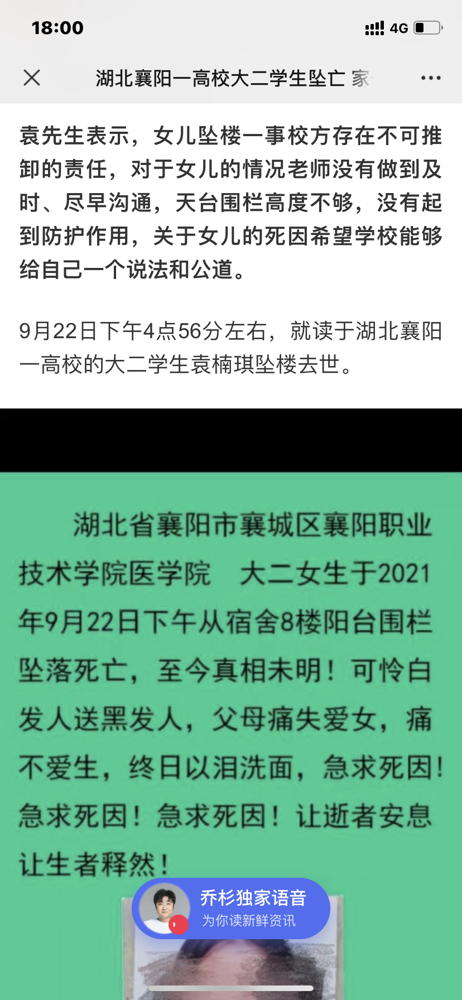 18:00
4G
湖北襄阳一高校大二学生坠亡 家
袁先生表示，女儿坠楼一事校方存在不可推
卸的责任，对于女儿的情况老师没有做到及
时、尽早沟通，天台围栏高度不够，没有起
到防护作用，关于女儿的死因希望学校能够
给自己一个说法和公道。
9月22日下午4点56分左右，就读于湖北襄阳
一高校的大二学生袁楠琪坠楼去世。
湖北省襄阳市襄城区襄阳职业
技术学院医学院 大二女生于2021
年9月22日下午从宿舍8楼阳台围栏
坠落死亡，至今真相未明！可怜白
发人送黑发人，父母痛失爱女，痛
不爱生，终日以泪洗面，急求死因！
急求死因！急求死因！让逝者安息
让生者释然！
乔杉独家语音
为你读新鲜资讯